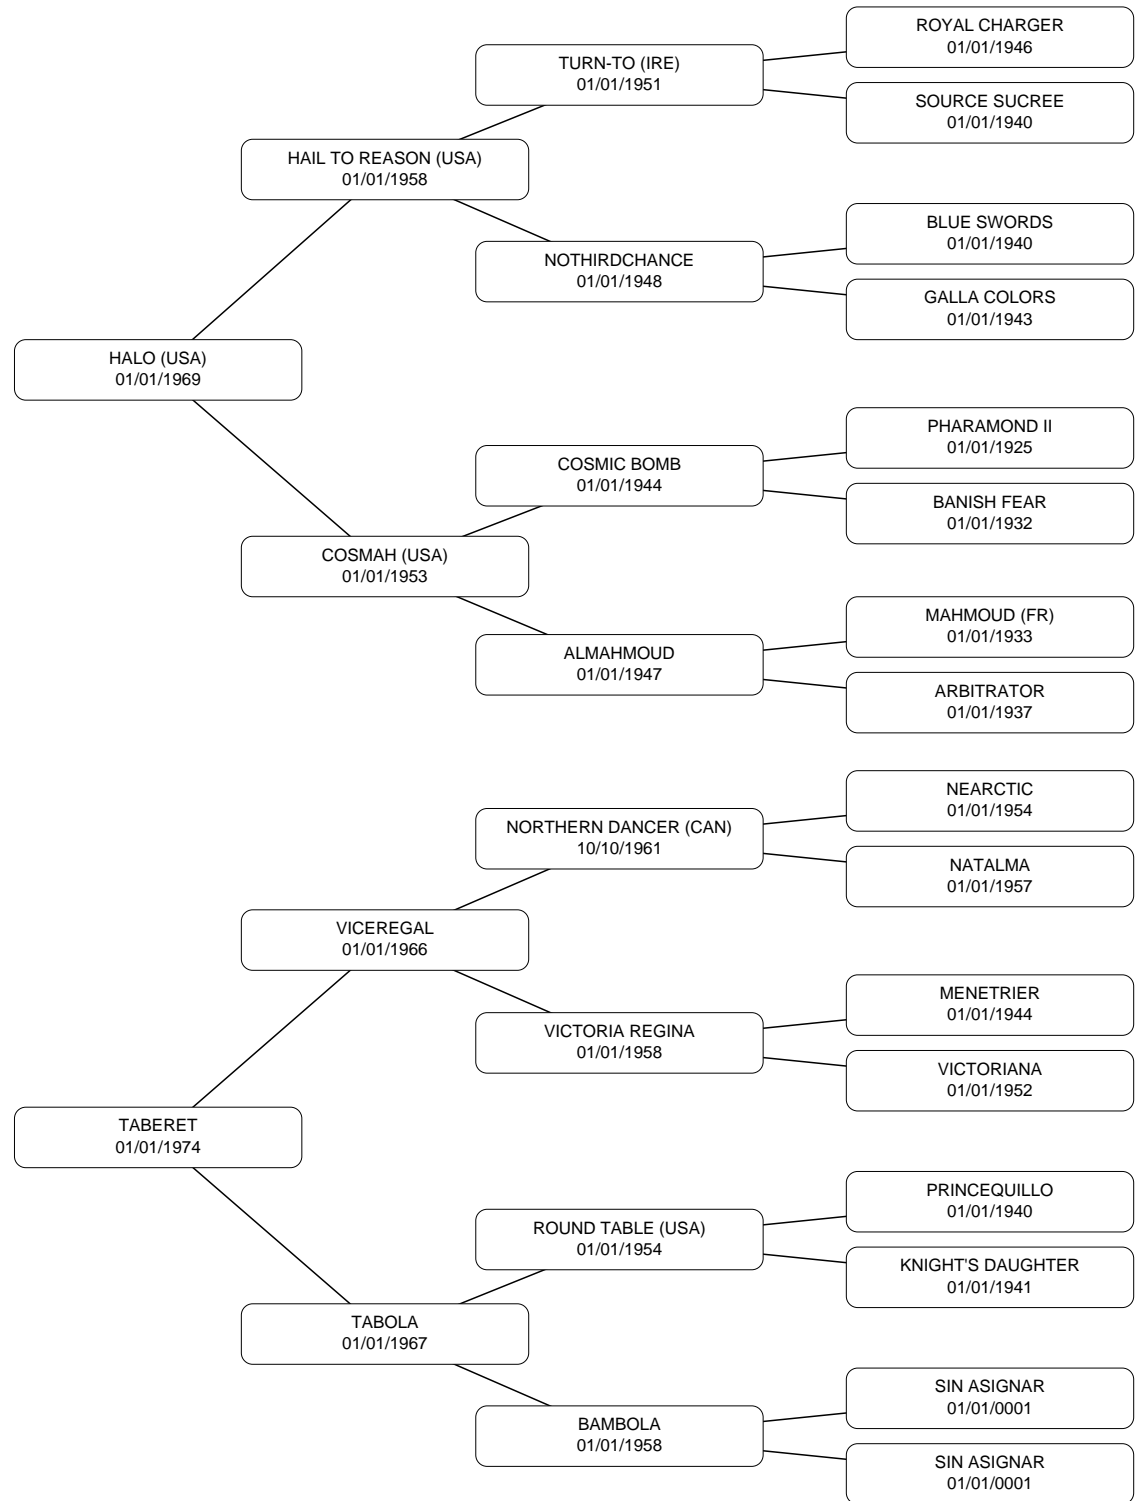 ROYAL CHARGER
01/01/1946
TURN-TO (IRE)
01/01/1951
SOURCE SUCREE
01/01/1940
HAIL TO REASON (USA)
01/01/1958
BLUE SWORDS
01/01/1940
NOTHIRDCHANCE
01/01/1948
GALLA COLORS
01/01/1943
HALO (USA)
01/01/1969
PHARAMOND II
01/01/1925
COSMIC BOMB
01/01/1944
BANISH FEAR
01/01/1932
COSMAH (USA)
01/01/1953
MAHMOUD (FR)
01/01/1933
ALMAHMOUD
01/01/1947
ARBITRATOR
01/01/1937
NEARCTIC
01/01/1954
NORTHERN DANCER (CAN)
10/10/1961
NATALMA
01/01/1957
VICEREGAL
01/01/1966
MENETRIER
01/01/1944
VICTORIA REGINA
01/01/1958
VICTORIANA
01/01/1952
TABERET
01/01/1974
PRINCEQUILLO
01/01/1940
ROUND TABLE (USA)
01/01/1954
KNIGHT'S DAUGHTER
01/01/1941
TABOLA
01/01/1967
SIN ASIGNAR
01/01/0001
BAMBOLA
01/01/1958
SIN ASIGNAR
01/01/0001